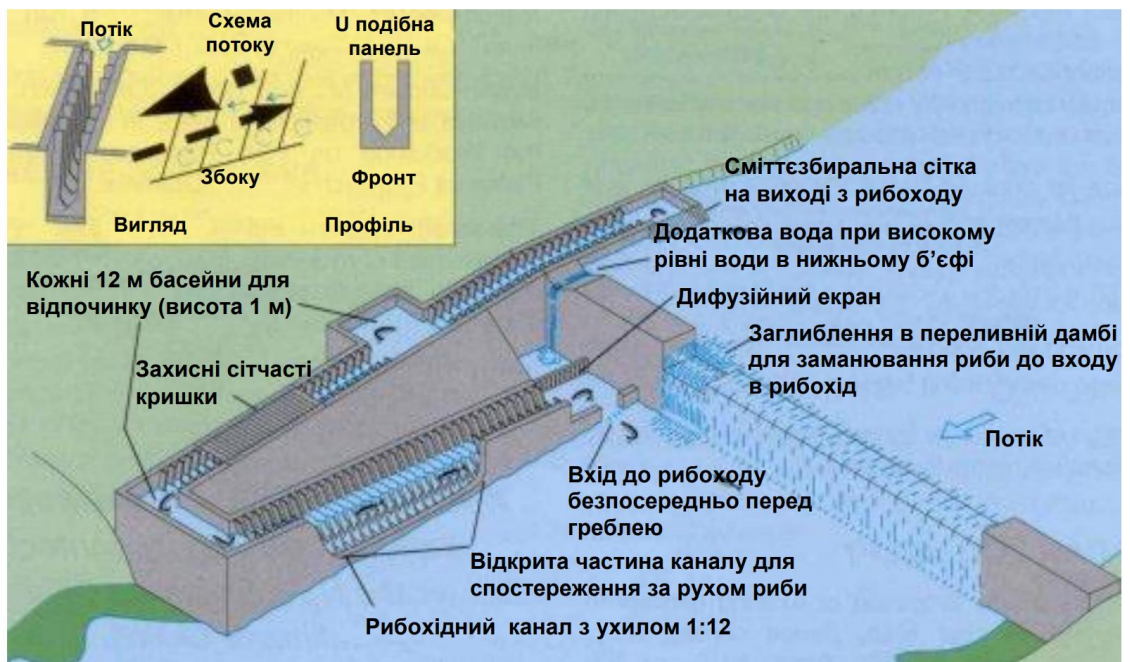 Потік
Схема
потоку
U подібна
панель
Збоку
Фронт
Вигляд
Профіль
Сміттєзбиральна сітка
на виході з рибоходу
Додаткова вода при високому
рівні води в нижньому б’єфі
Кожні 12 м басейни для
відпочинку (висота 1 м)
Дифузійний екран
Заглиблення в переливній дамбі
для заманювання риби до входу
в рибохід
Захисні сітчасті
кришки
Потік
Вхід до рибоходу
безпосередньо перед
греблею
Відкрита частина каналу для
спостереження за рухом риби
Рибохідний канал з ухилом 1:12